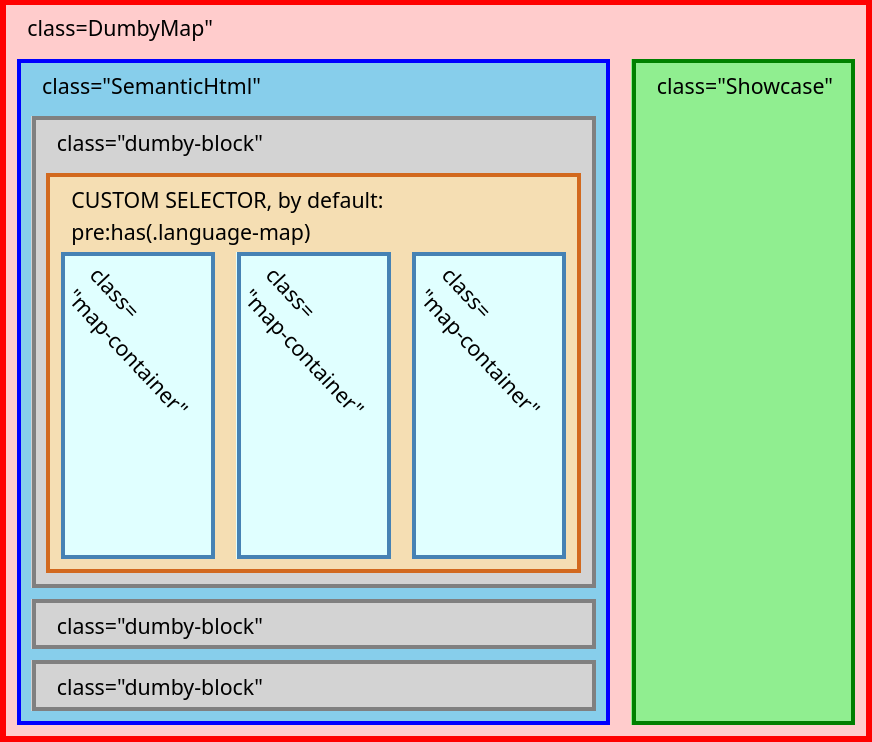 class=DumbyMap"
class="SemanticHtml"
class="dumby-block"
CUSTOM SELECTOR, by default:
pre:has(.language-map)
class=
"map-container"
class=
"map-container"
class=
"map-container"
class="dumby-block"
class="dumby-block"
class="Showcase"